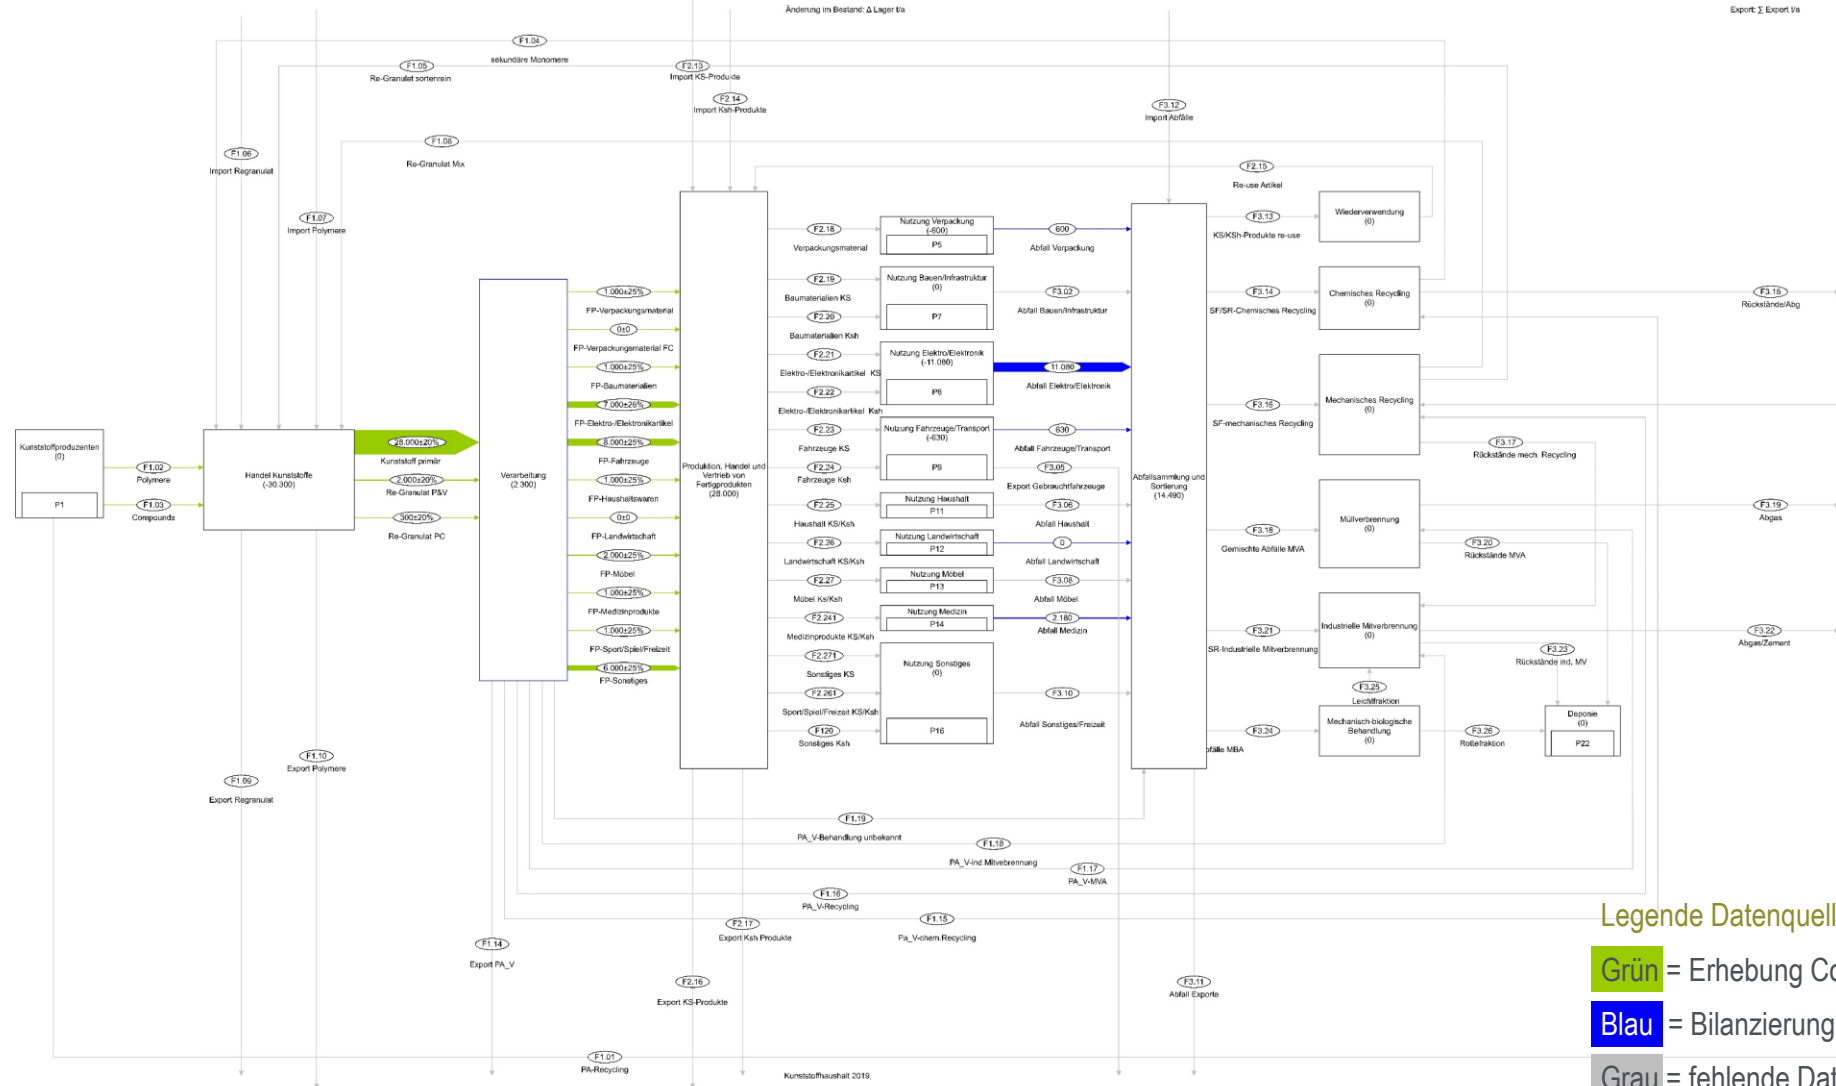 Änderung im Bestand: Δ Lager t/a
Export: ∑ Export t/a
F1.04
sekundäre Monomere
F1.05
Re-Granulat sortenrein
F2.13
Import KS-Produkte
F2.14
Import Ksh-Produkte
F3.12
Import Abfälle
F1.06
Import Regranulat
F1.08
Re-Granulat Mix
F1.07
Import Polymere
F2.15
Re-use Artikel
Kunststoffproduzenten
(0)
P1
F1.02
Polymere
F1.03
Compounds
Handel Kunststoffe
(-30.300)
28.000±20%
Kunststoff primär
2.000±20%
Re-Granulat P&V
300±20%
Re-Granulat PC
Verarbeitung
(2.300)
1.000±25%
FP-Verpackungsmaterial
0±0
FP-Verpackungsmaterial PC
1.000±25%
FP-Baumaterialien
7.000±26%
FP-Elektro-/Elektronikartikel
8.000±25%
FP-Fahrzeuge
1.000±25%
FP-Haushaltswaren
0±0
FP-Landwirtschaft
2.000±25%
FP-Möbel
1.000±25%
FP-Medizinprodukte
1.000±25%
FP-Sport/Spiel/Freizeit
6.000±25%
FP-Sonstiges
Produktion, Handel und
Vertrieb von
Fertigprodukten
(28.000)
F2.18
Verpackungsmaterial
F2.19
Baumaterialien KS
F2.20
Baumaterialien Ksh
F2.21
Elektro-/Elektronikartikel KS
F2.22
Elektro-/Elektronikartikel Ksh
F2.23
Fahrzeuge KS
F2.24
Fahrzeuge Ksh
F2.25
Haushalt KS/Ksh
F2.26
Landwirtschaft KS/Ksh
F2.27
Möbel Ks/Ksh
F2.241
Medizinprodukte KS/Ksh
F2.271
Sonstiges KS
F2.261
Sport/Spiel/Freizeit KS/Ksh
F120
Sonstiges Ksh
Nutzung Verpackung
(-600)
P5
Nutzung Bauen/Infrastruktur
(0)
P7
Nutzung Elektro/Elektronik
(-11.080)
P8
Nutzung Fahrzeuge/Transport
(-630)
P9
Nutzung Haushalt
P11
Nutzung Landwirtschaft
P12
Nutzung Möbel
P13
Nutzung Medizin
P14
Nutzung Sonstiges
(0)
P16
600
Abfall Verpackung
F3.02
Abfall Bauen/Infrastruktur
11.080
Abfall Elektro/Elektronik
630
Abfall Fahrzeuge/Transport
F3.05
Export Gebrauchtfahrzeuge
F3.06
Abfall Haushalt
0
Abfall Landwirtschaft
F3.08
Abfall Möbel
2.180
Abfall Medizin
F3.10
Abfall Sonstiges/Freizeit
Abfallsammlung und
Sortierung
(14.490)
F3.13
KS/KSh-Produkte re-use
F3.14
SF/SR-Chemisches Recycling
F3.16
SF-mechanisches Recycling
F3.18
Gemischte Abfälle MVA
F3.21
SR-Industrielle Mitverbrennung
F3.24
fälle MBA
Wiederverwendung
(0)
Chemisches Recycling
(0)
Mechanisches Recycling
(0)
Müllverbrennung
(0)
Industrielle Mitverbrennung
(0)
F3.25
Leichtfraktion
Mechanisch-biologische
Behandlung
(0)
F3.15
Rückstände/Abg
F3.17
Rückstände mech. Recycling
F3.19
Abgas
F3.20
Rückstände MVA
F3.22
Abgas/Zement
F3.23
Rückstände ind. MV
F3.26
Rottefraktion
Deponie
(0)
P22
F1.10
Export Polymere
F1.09
Export Regranulat
F1.19
PA_V-Behandlung unbekannt
F1.18
PA_V-ind.Mitvebrennung
F1.17
PA_V-MVA
F1.16
PA_V-Recycling
F1.15
Pa_V-chem.Recycling
F2.17
Export Ksh Produkte
F1.14
Export PA_V
F2.16
Export KS-Produkte
F3.11
Abfall Exporte
F1.01
PA-Recycling
Kunststoffhaushalt 2019,
Legende Datenquell
Grün = Erhebung Co
Blau = Bilanzierung
Grau = fehlende Dat